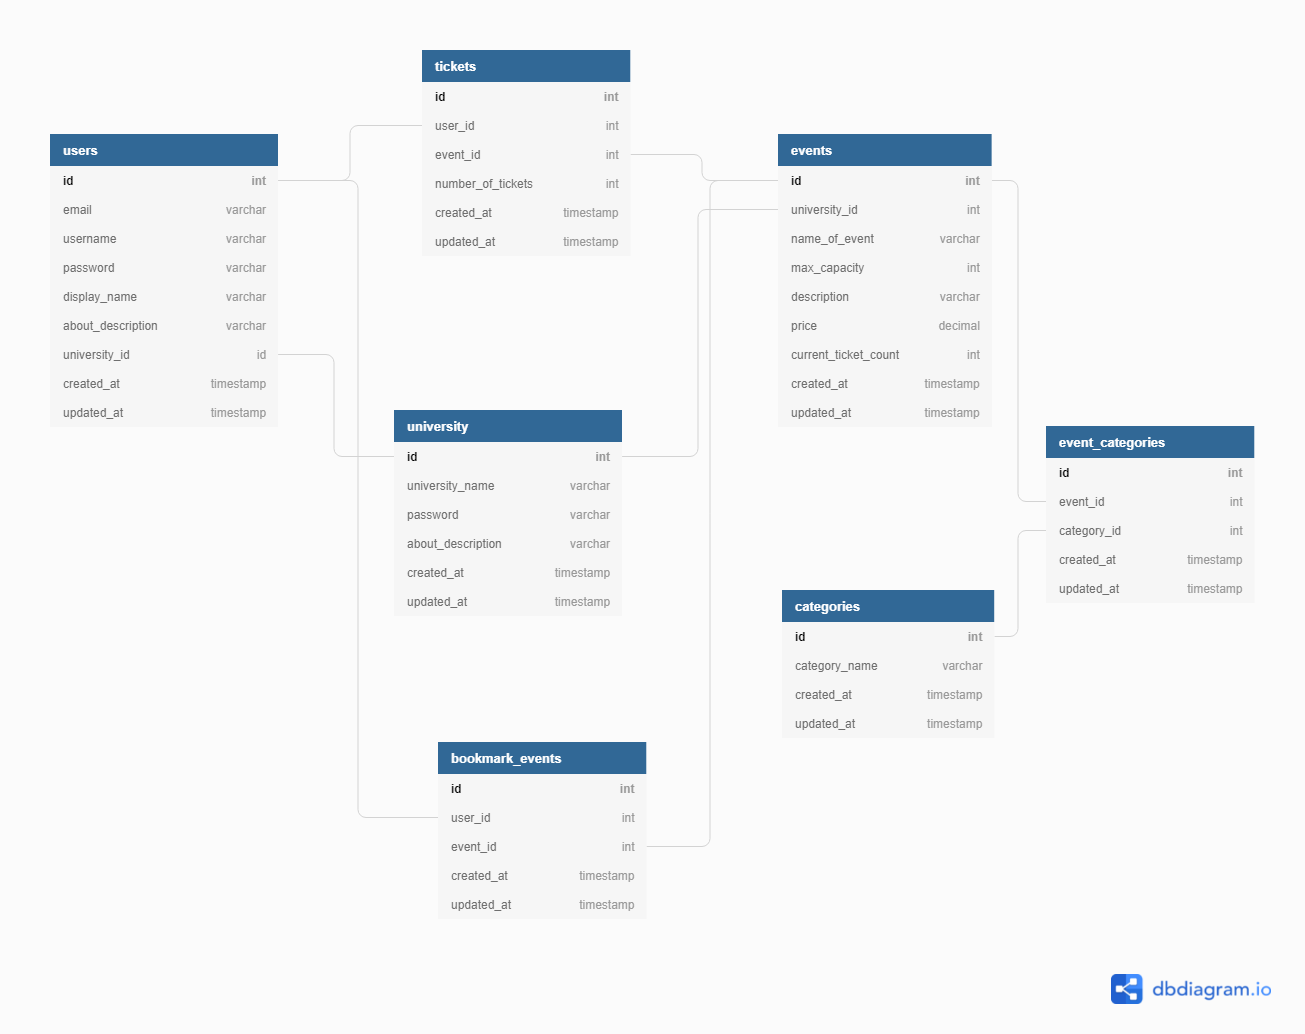 tickets
id int
user_id int
event_id int
number_of_tickets int
created_at timestamp
updated_at timestamp
users
id int
email varchar
username varchar
password varchar
display_name varchar
about_description varchar
university_id id
created_at timestamp
updated_at timestamp
events
id int
university_id int
name_of_event varchar
max_capacity int
description varchar
price decimal
current_ticket_count int
created_at timestamp
updated_at timestamp
university
id int
university_name varchar
password varchar
about_description varchar
created_at timestamp
updated_at timestamp
event_categories
id int
event_id int
category_id int
created_at timestamp
updated_at timestamp
categories
id int
category_name varchar
created_at timestamp
updated_at timestamp
bookmark_events
id int
user_id int
event_id int
created_at timestamp
updated_at timestamp
dbdiagram.io